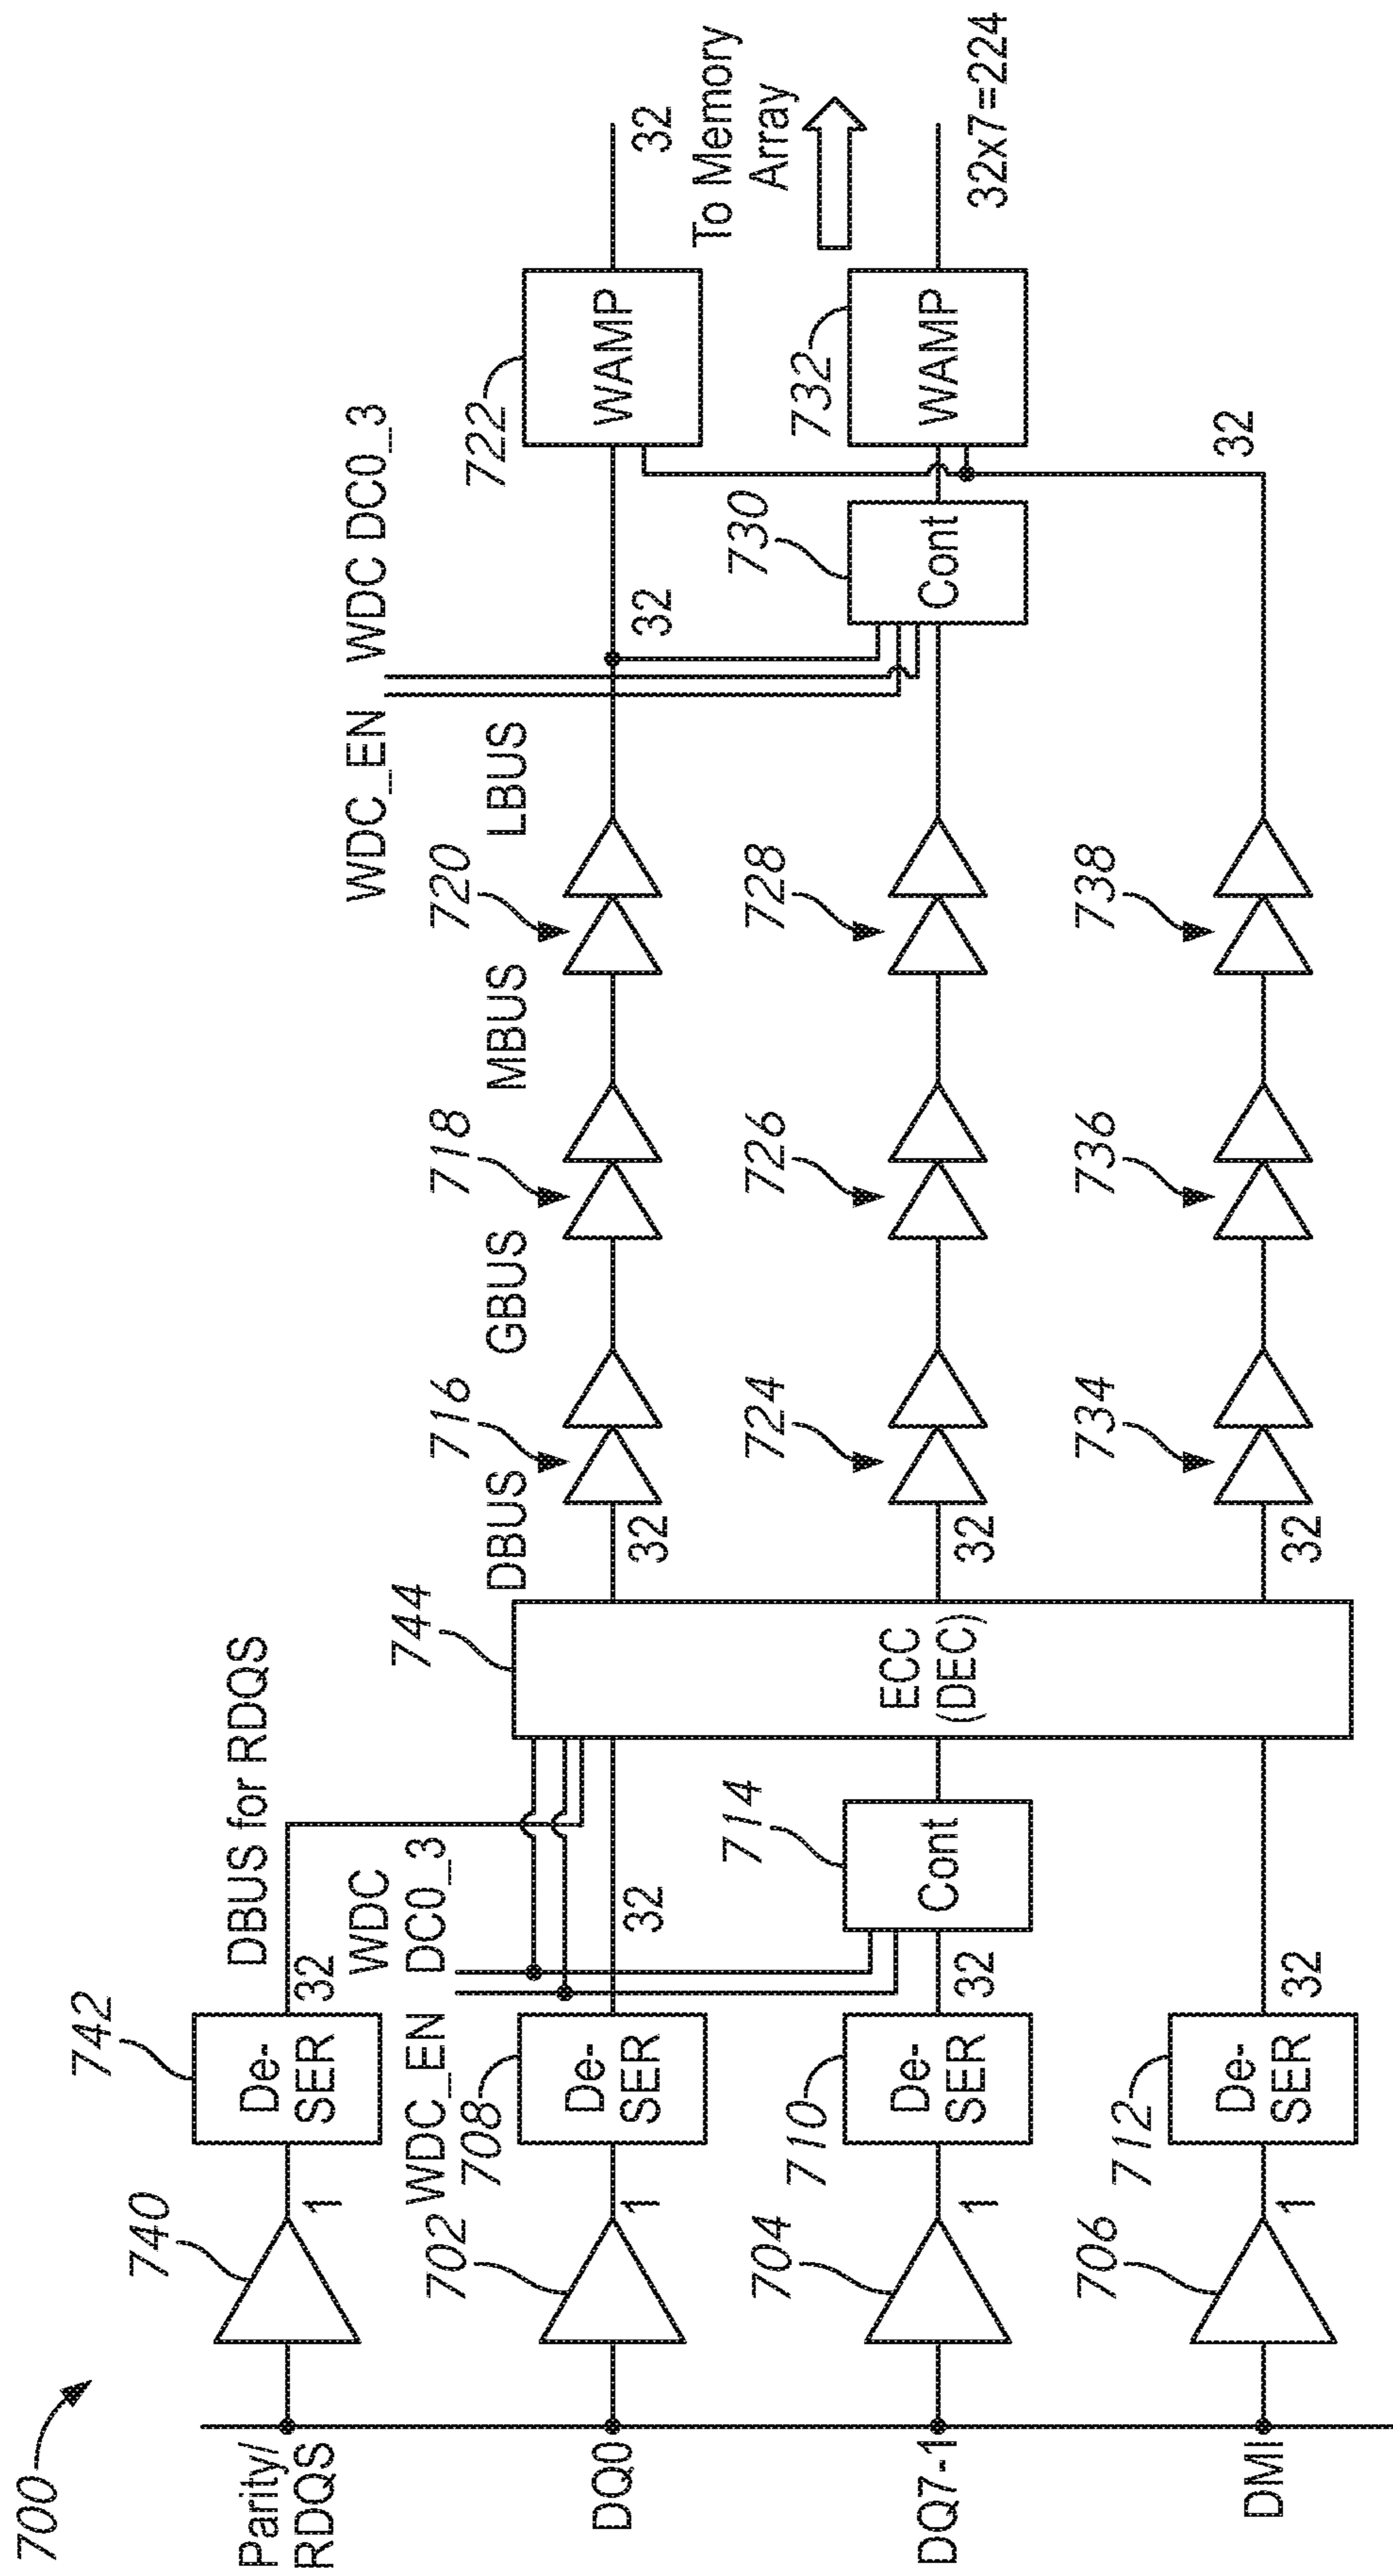 700
Parity/
RDQS
740
1
De-
SER
742
32
DBUS for RDQS
DQ0
702
1
De-
SER
708
WDC_EN
WDC
DC0_3
32
744
ECC
(DEC)
DBUS
32
716
GBUS
718
MBUS
720
LBUS
WDC_EN
WDC DC0_3
32
722
WAMP
32
To Memory
Array
DQ7-1
704
1
De-
SER
710
32
714
Cont
32
724
726
728
730
Cont
732
WAMP
32x7=224
DMI
706
1
De-
SER
712
32
32
734
736
738
32